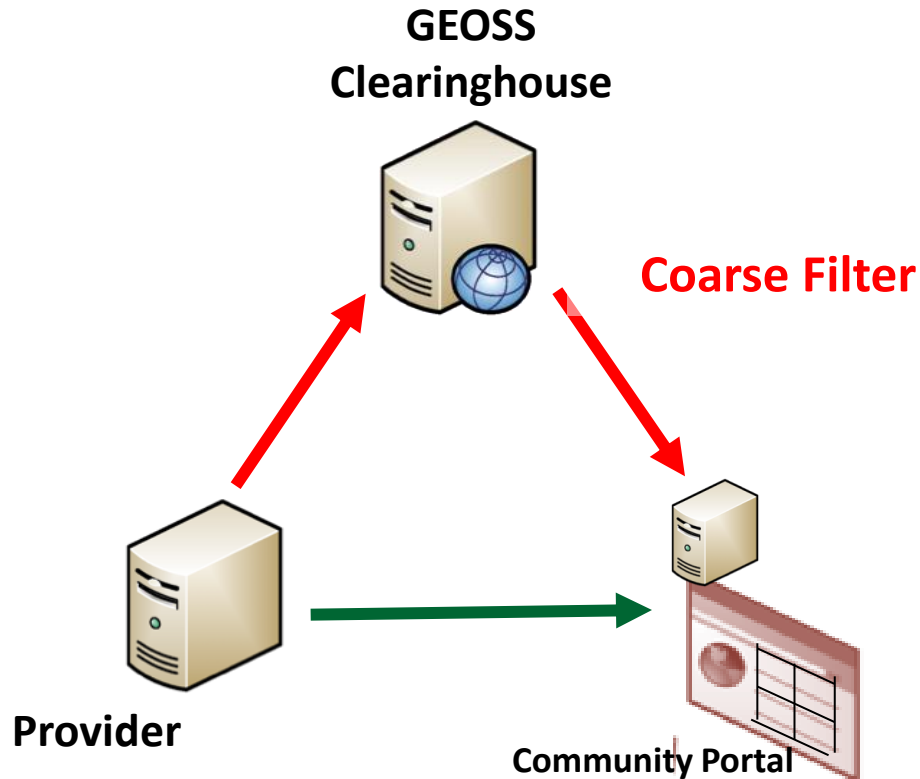 GEOSS
Clearinghouse
Coarse Filter
Provider
Community Portal